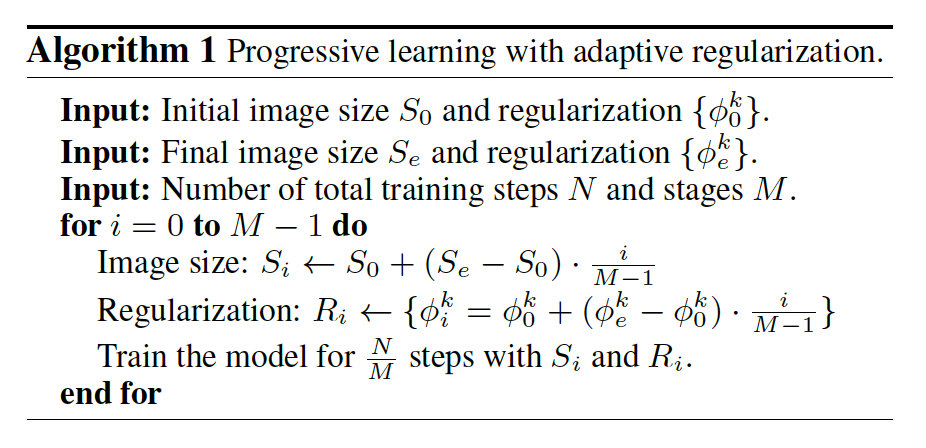 Algorithm 1 Progressive learning with adaptive regularization.
Input: Initial image size $S_0$ and regularization $\{\phi_0^k\}$.
Input: Final image size $S_e$ and regularization $\{\phi_e^k\}$.
Input: Number of total training steps $N$ and stages $M$.
for $i = 0$ to $M - 1$ do
Image size: $S_i \leftarrow S_0 + (S_e - S_0) \cdot \frac{i}{M-1}$
Regularization: $R_i \leftarrow \{\phi_i^k = \phi_0^k + (\phi_e^k - \phi_0^k) \cdot \frac{i}{M-1}\}$
Train the model for $\frac{N}{M}$ steps with $S_i$ and $R_i$.
end for